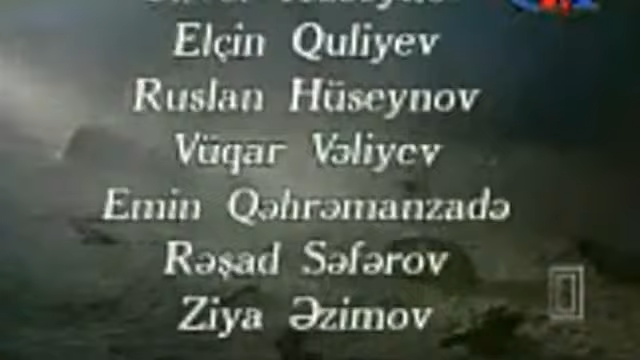 Elçin Quliyev
Ruslan Hüseynov
Vüqar Vəliyev
Emin Qəhrəmanzadə
Rəşad Səfərov
Ziya Əzimov